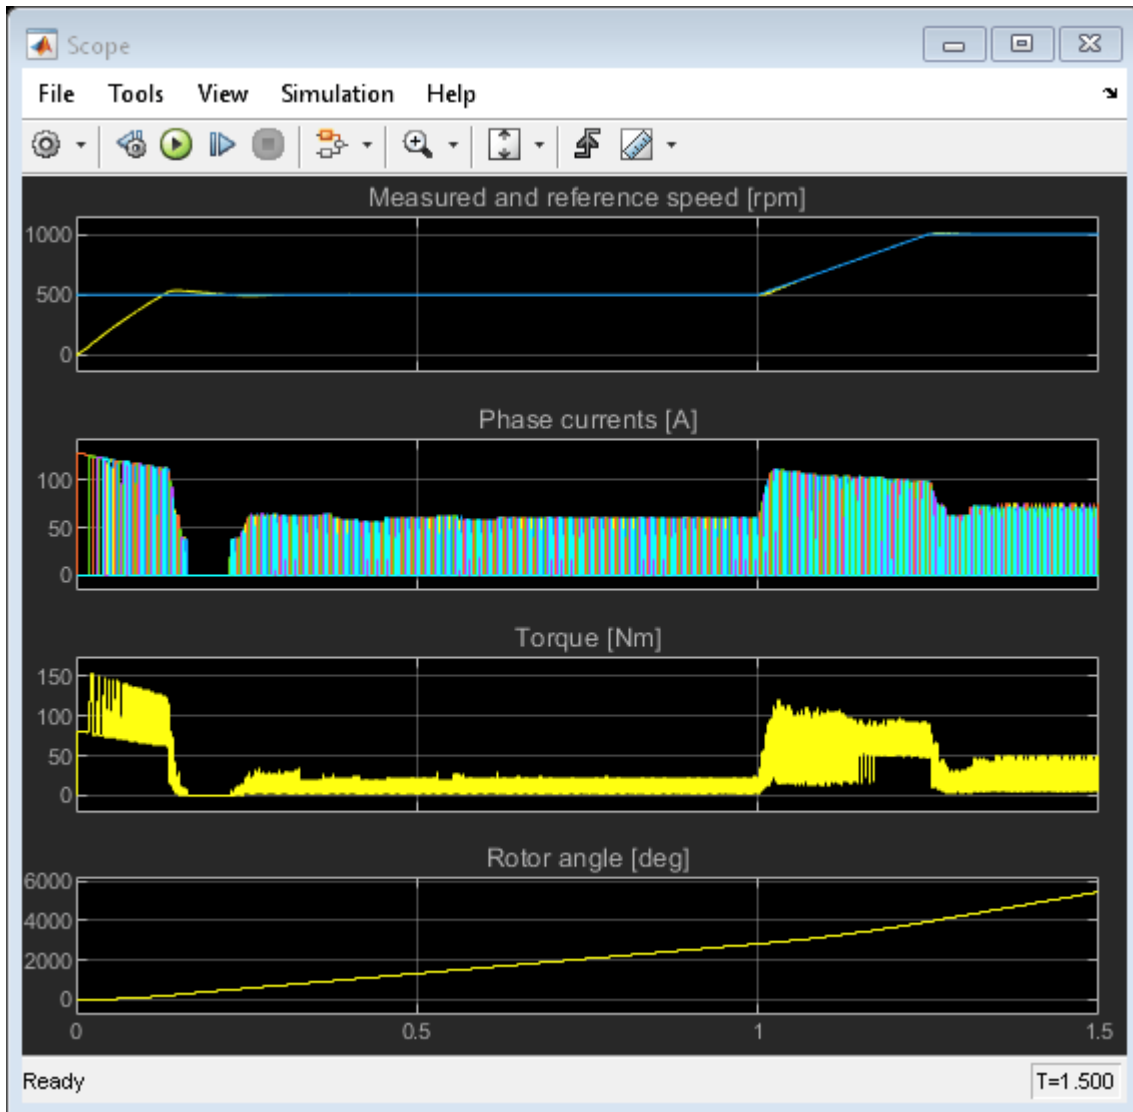 Scope
File Tools View Simulation Help
Measured and reference speed [rpm]
1000
500
0
Phase currents [A]
100
50
0
Torque [Nm]
150
100
50
0
Rotor angle [deg]
6000
4000
2000
0
0 0.5 1 1.5
Ready T=1.500